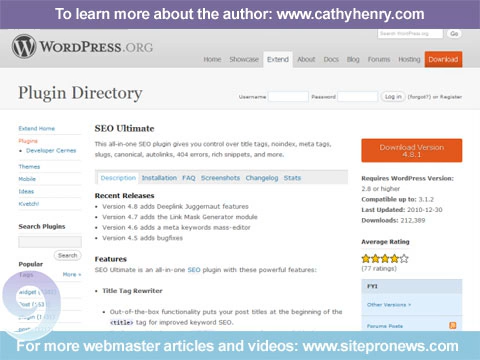 To learn more about the author: www.cathyhenry.com
WORDPRESS.ORG
Search WordPress.org
Go
Home Showcase Extend About Docs Blog Forums Hosting Download
Plugin Directory
Username Password Log in (forgot?) or Register
Extend Home
Plugins
• Developer Center
Themes
Mobile
Ideas
Kvetch!
Search Plugins
Search
Popular
Tags More »
SEO Ultimate
This all-in-one SEO plugin gives you control over title tags, noindex, meta tags,
slugs, canonical, autolinks, 404 errors, rich snippets, and more.
Description Installation FAQ Screenshots Changelog Stats
Recent Releases
• Version 4.8 adds Deeplink Juggernaut features
• Version 4.7 adds the Link Mask Generator module
• Version 4.6 adds a meta keywords mass-editor
• Version 4.5 adds bugfixes
Features
SEO Ultimate is an all-in-one SEO plugin with these powerful features:
• Title Tag Rewriter
• Out-of-the-box functionality puts your post titles at the beginning of the
<title> tag for improved keyword SEO.
Download Version
4.8.1
Requires WordPress Version:
2.8 or higher
Compatible up to: 3.1.2
Last Updated: 2010-12-30
Downloads: 212,389
Average Rating
(77 ratings)
FYI
Other Versions »
Forums Posts
9
For more webmaster articles and videos: www.sitepronews.com